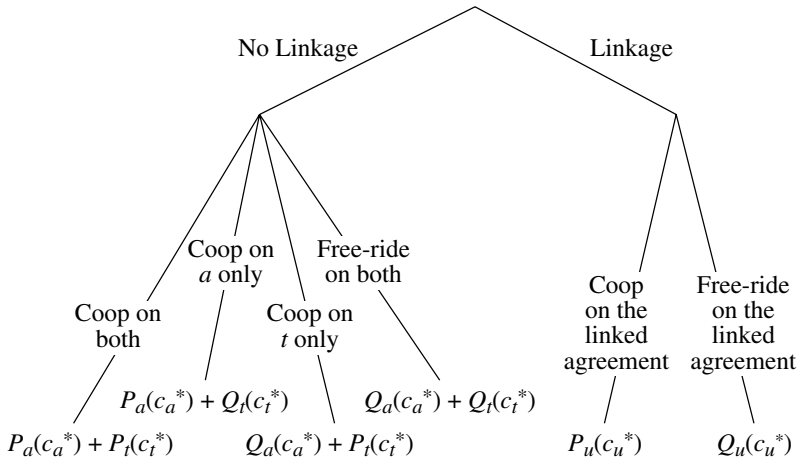 No Linkage
Linkage
Coop on
a only
Free-ride
on both
Coop on
both
Coop on
t only
Coop
on the
linked
agreement
Free-ride
on the
linked
agreement
Pₐ(cₐ*) + Qₜ(cₜ*)
Qₐ(cₐ*) + Qₜ(cₜ*)
Pₐ(cₐ*) + Pₜ(cₜ*)
Qₐ(cₐ*) + Pₜ(cₜ*)
Pᵤ(cᵤ*)
Qᵤ(cᵤ*)